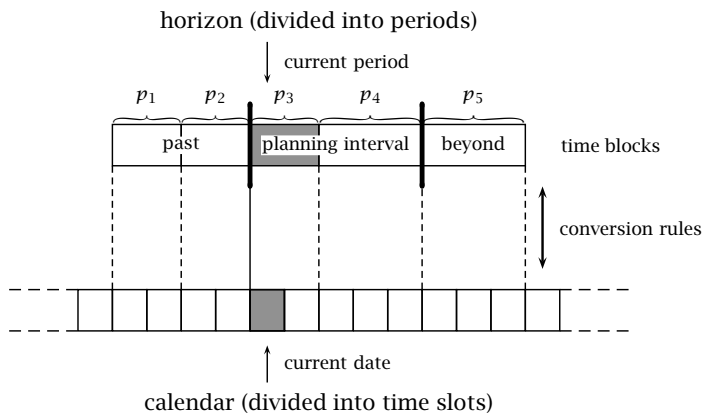 horizon (divided into periods)
current period
p1 p2 p3 p4 p5
past planning interval beyond time blocks
conversion rules
current date
calendar (divided into time slots)